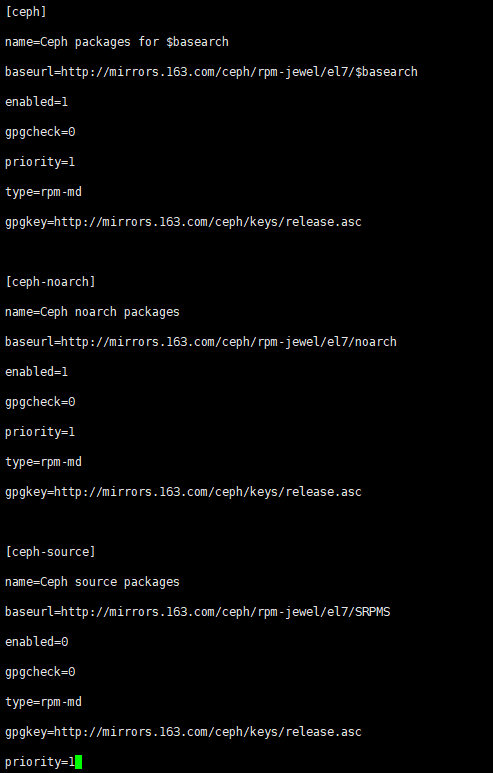 [ceph]
name=Ceph packages for $basearch
baseurl=http://mirrors.163.com/ceph/rpm-jewel/el7/$basearch
enabled=1
gpgcheck=0
priority=1
type=rpm-md
gpgkey=http://mirrors.163.com/ceph/keys/release.asc
[ceph-noarch]
name=Ceph noarch packages
baseurl=http://mirrors.163.com/ceph/rpm-jewel/el7/noarch
enabled=1
gpgcheck=0
priority=1
type=rpm-md
gpgkey=http://mirrors.163.com/ceph/keys/release.asc
[ceph-source]
name=Ceph source packages
baseurl=http://mirrors.163.com/ceph/rpm-jewel/el7/SRPMS
enabled=0
gpgcheck=0
type=rpm-md
gpgkey=http://mirrors.163.com/ceph/keys/release.asc
priority=1